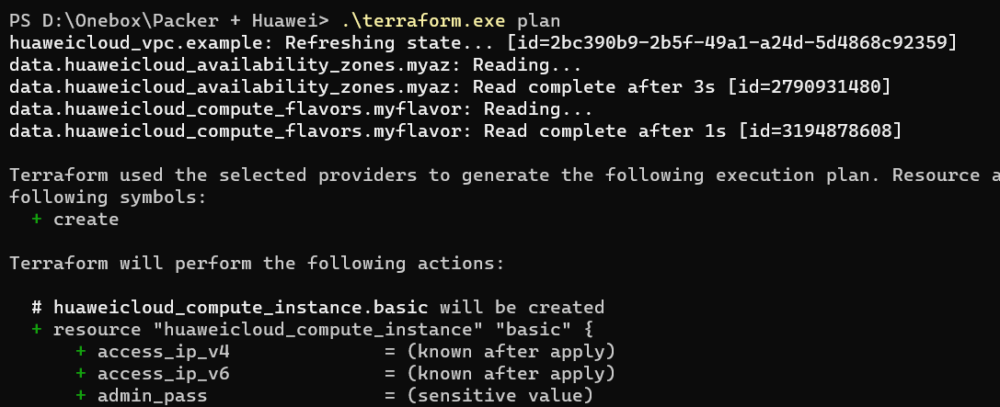 PS D:\Onebox\Packer + Huawei> .\terraform.exe plan
huaweicloud_vpc.example: Refreshing state... [id=2bc390b9-2b5f-49a1-a24d-5d4868c92359]
data.huaweicloud_availability_zones.myaz: Reading...
data.huaweicloud_availability_zones.myaz: Read complete after 3s [id=2790931480]
data.huaweicloud_compute_flavors.myflavor: Reading...
data.huaweicloud_compute_flavors.myflavor: Read complete after 1s [id=3194878608]
Terraform used the selected providers to generate the following execution plan. Resource a
following symbols:
+ create
Terraform will perform the following actions:
# huaweicloud_compute_instance.basic will be created
+ resource "huaweicloud_compute_instance" "basic" {
+ access_ip_v4 = (known after apply)
+ access_ip_v6 = (known after apply)
+ admin_pass = (sensitive value)